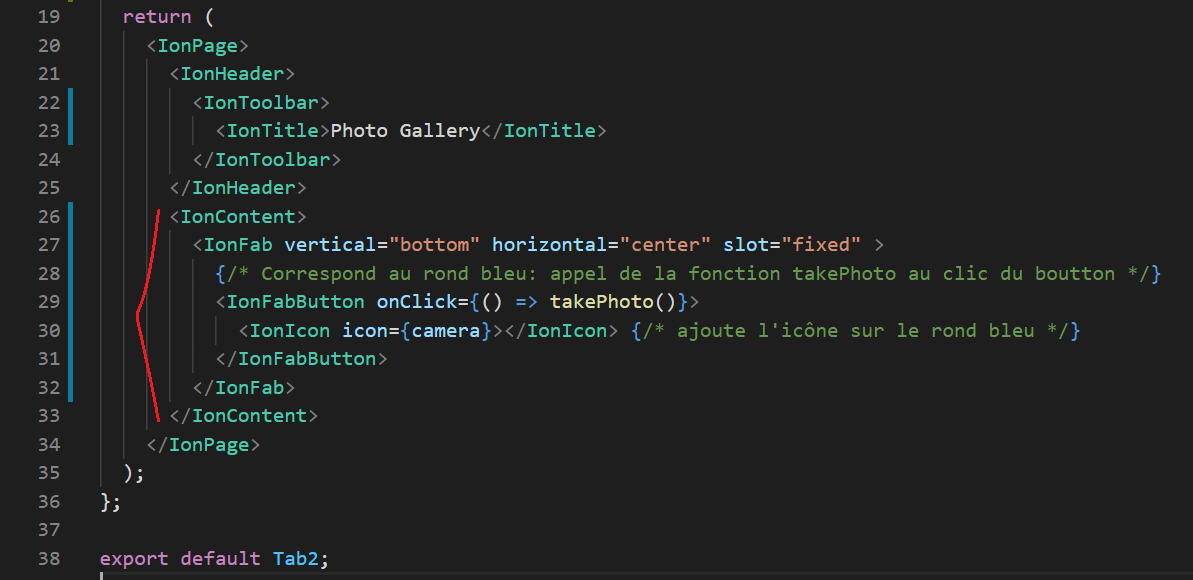 19 return (
20 <IonPage>
21 <IonHeader>
22 <IonToolbar>
23 <IonTitle>Photo Gallery</IonTitle>
24 </IonToolbar>
25 </IonHeader>
26 <IonContent>
27 <IonFab vertical="bottom" horizontal="center" slot="fixed" >
28 {/* Correspond au rond bleu: appel de la fonction takePhoto au clic du boutton */}
29 <IonFabButton onClick={() => takePhoto()}>
30 <IonIcon icon={camera}></IonIcon> {/* ajoute l'icône sur le rond bleu */}
31 </IonFabButton>
32 </IonFab>
33 </IonContent>
34 </IonPage>
35 );
36 };
37
38 export default Tab2;